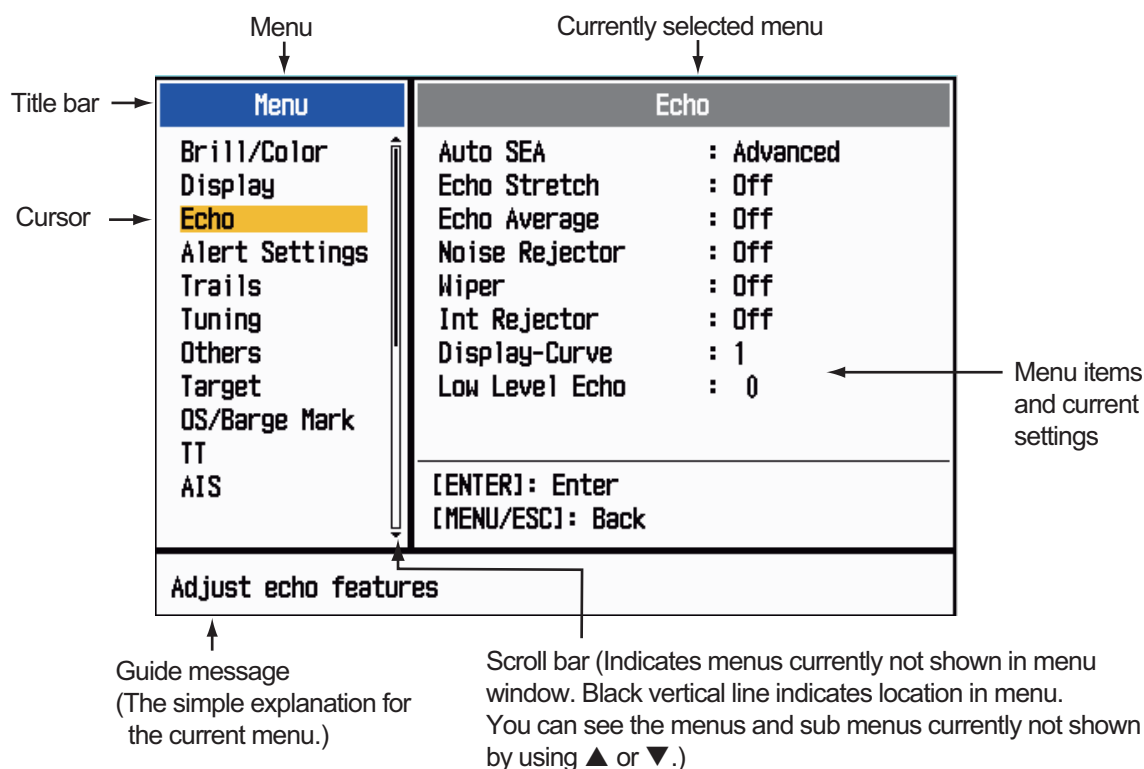 Menu
Currently selected menu
Title bar
Menu
Echo
Brill/Color
Display
Cursor
Echo
Alert Settings
Trails
Tuning
Others
Target
OS/Barge Mark
TT
AIS
Auto SEA : Advanced
Echo Stretch : Off
Echo Average : Off
Noise Rejector : Off
Wiper : Off
Int Rejector : Off
Display-Curve : 1
Low Level Echo : 0
Menu items
and current
settings
[ENTER]: Enter
[MENU/ESC]: Back
Adjust echo features
Guide message
(The simple explanation for
the current menu.)
Scroll bar (Indicates menus currently not shown in menu
window. Black vertical line indicates location in menu.
You can see the menus and sub menus currently not shown
by using ▲ or ▼.)